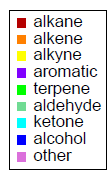 alkane
alkene
alkyne
aromatic
terpene
aldehyde
ketone
alcohol
other